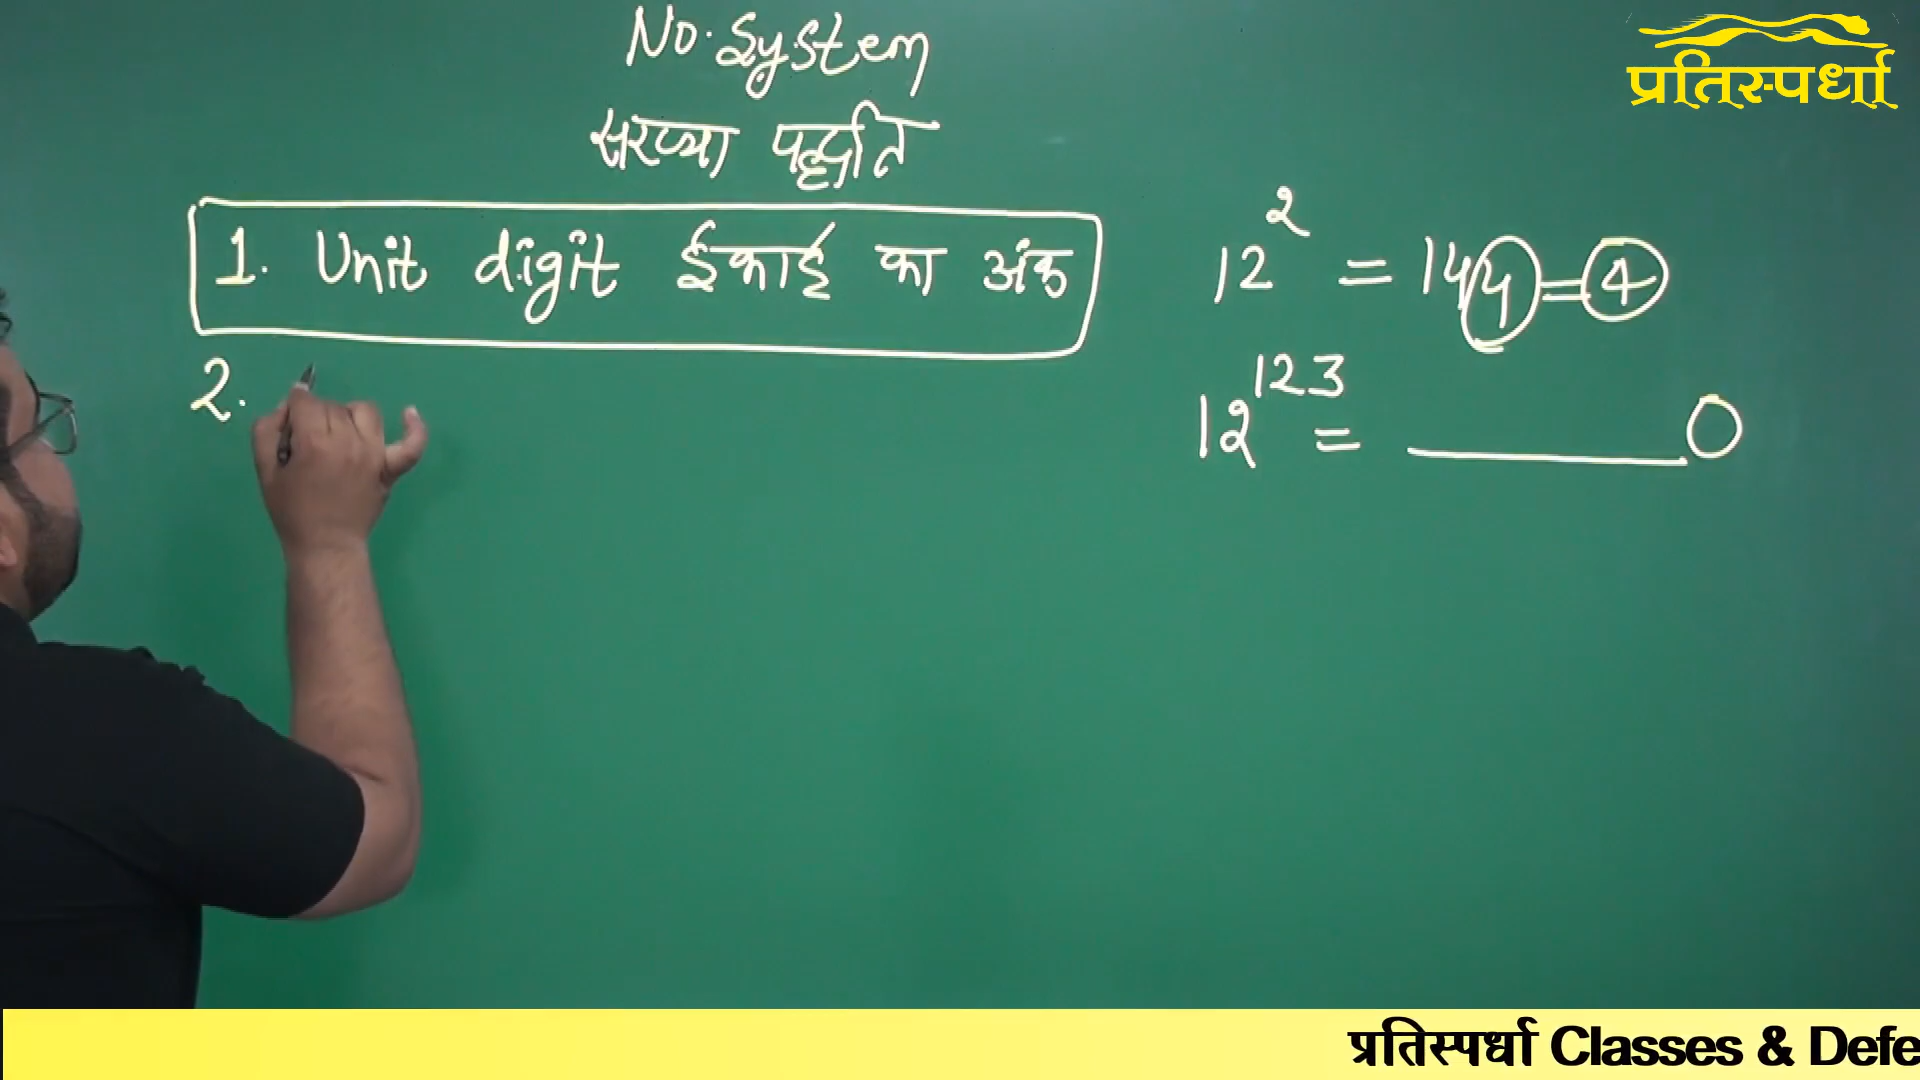 No. System
संख्या पद्धति
1. Unit digit ईकाई का अंक
2.
12² = 144 = 4
12¹²³ = ________0
प्रतिस्पर्धा
प्रतिस्पर्धा Classes & Defe